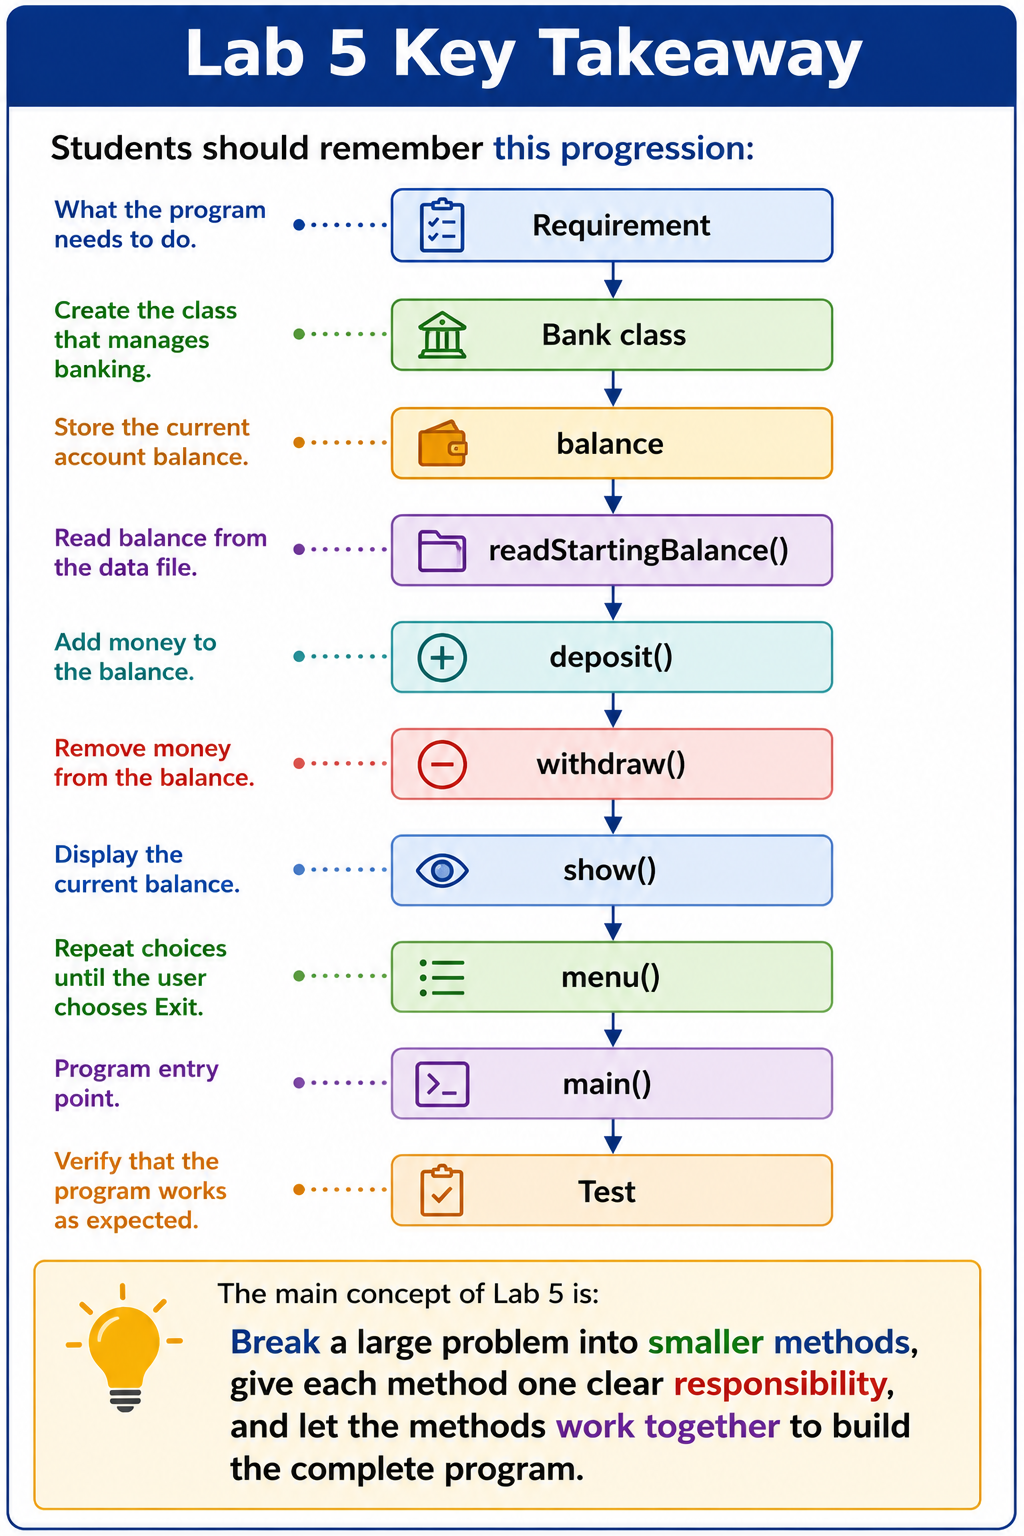 Lab 5 Key Takeaway
Students should remember this progression:
What the program
needs to do.
Requirement
Create the class
that manages
banking.
Bank class
Store the current
account balance.
balance
Read balance from
the data file.
readStartingBalance()
Add money to
the balance.
deposit()
Remove money
from the balance.
withdraw()
Display the
current balance.
show()
Repeat choices
until the user
chooses Exit.
menu()
Program entry
point.
main()
Verify that the
program works
as expected.
Test
The main concept of Lab 5 is:
Break a large problem into smaller methods,
give each method one clear responsibility,
and let the methods work together to build
the complete program.